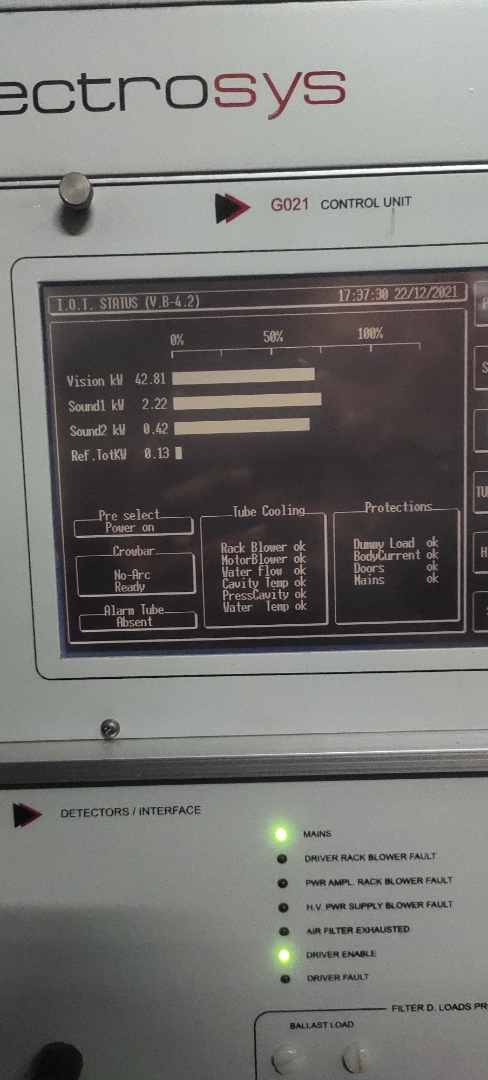 ectrosys
G021 CONTROL UNIT
I.O.T. STATUS (V.B-4.2) 17:37:30 22/12/2021
0% 50% 100%
Vision kW 42.81
Sound1 kW 2.22
Sound2 kW 0.42
Ref.TotKW 0.13
Pre select
Power on
Crowbar
No-Arc
Ready
Alarm Tube
Absent
Tube Cooling
Rack Blower ok
MotorBlower ok
Water flow ok
Cavity Temp ok
PressCavity ok
Water Temp ok
Protections
Dummy Load ok
BodyCurrent ok
Doors ok
Mains ok
DETECTORS / INTERFACE
MAINS
DRIVER RACK BLOWER FAULT
PWR AMPL. RACK BLOWER FAULT
H.V. PWR SUPPLY BLOWER FAULT
AIR FILTER EXHAUSTED
DRIVER ENABLE
DRIVER FAULT
FILTER D. LOADS PR
BALLAST LOAD